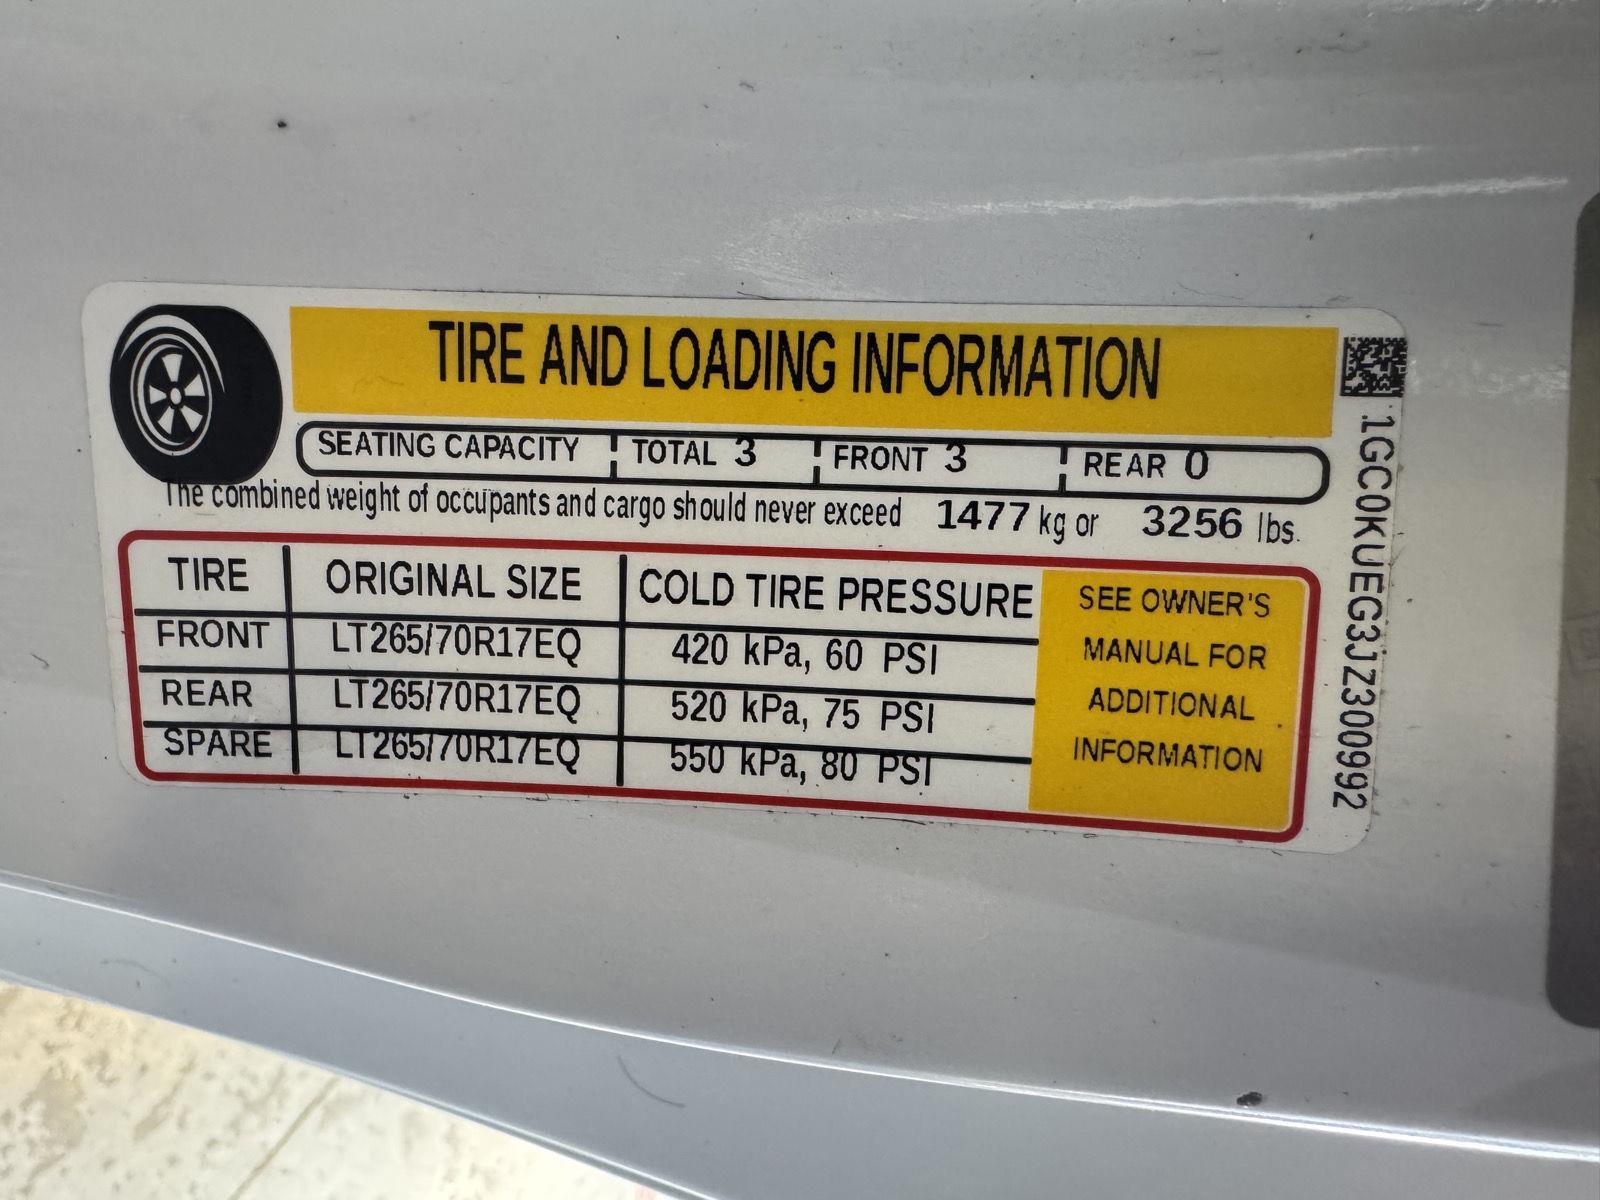 TIRE AND LOADING INFORMATION
SEATING CAPACITY TOTAL 3 FRONT 3 REAR 0
The combined weight of occupants and cargo should never exceed 1477 kg or 3256 lbs.
TIRE ORIGINAL SIZE COLD TIRE PRESSURE
FRONT LT265/70R17EQ 420 kPa, 60 PSI
REAR LT265/70R17EQ 520 kPa, 75 PSI
SPARE LT265/70R17EQ 550 kPa, 80 PSI
SEE OWNER'S
MANUAL FOR
ADDITIONAL
INFORMATION
1GC0KUEG3JZ300992